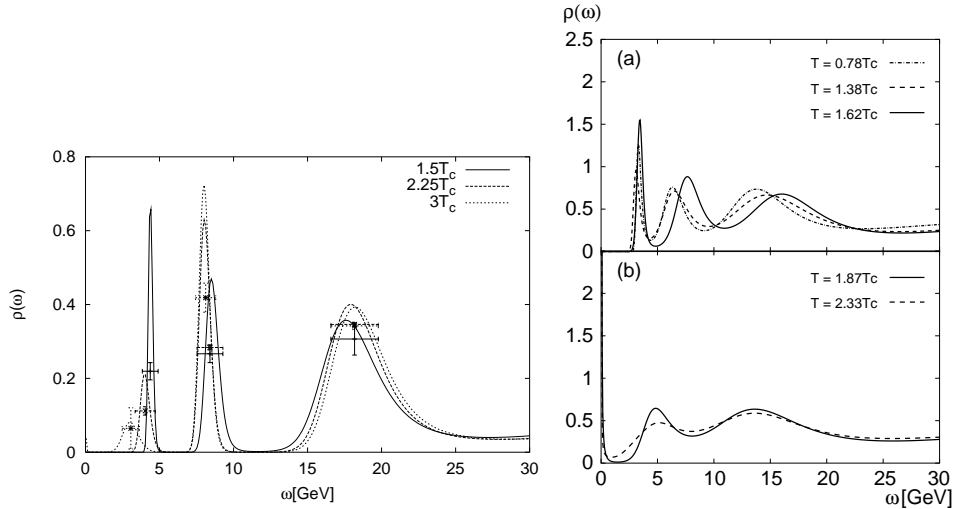 0.8
0.6
0.4
0.2
0
ρ(ω)
1.5T_c
2.25T_c
3T_c
0 5 10 15 20 25 30
ω[GeV]
ρ(ω)
2.5
2
1.5
1
0.5
0
(a)
T = 0.78Tc
T = 1.38Tc
T = 1.62Tc
2
1.5
1
0.5
0
(b)
T = 1.87Tc
T = 2.33Tc
0 5 10 15 20 25 30
ω[GeV]